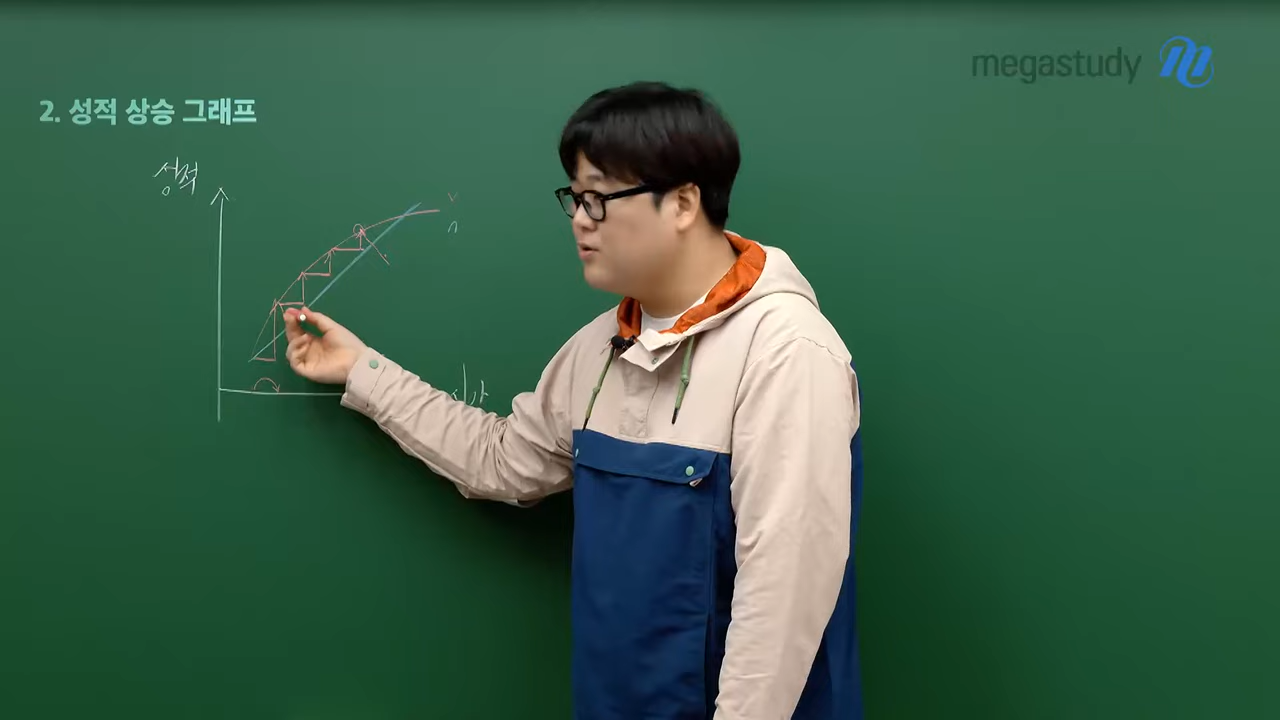 megastudy
2. 성적 상승 그래프
성적
시간